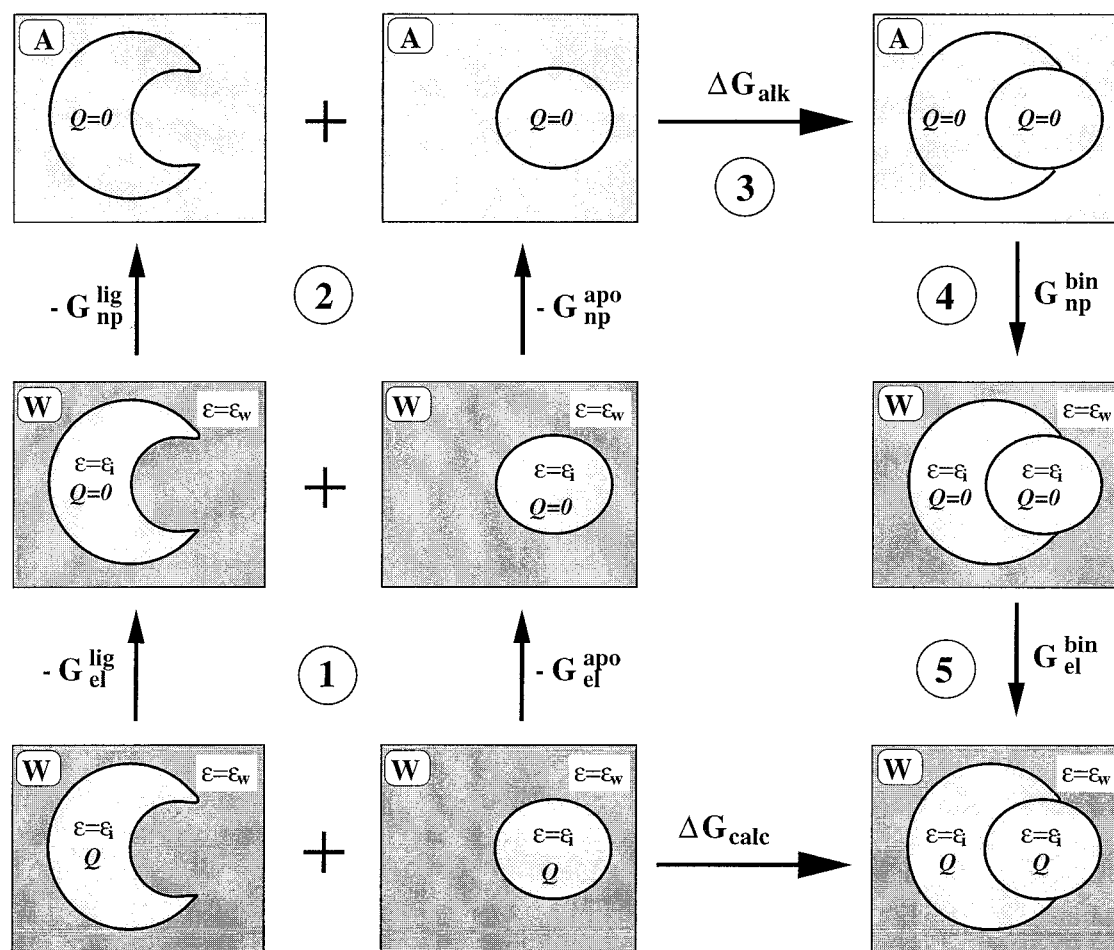 A
Q=0
+
A
Q=0
ΔG_alk
3
A
Q=0
Q=0
- G_np^lig
2
- G_np^apo
4
G_np^bin
W
ε=ε_w
ε=ε_i
Q=0
+
W
ε=ε_w
ε=ε_i
Q=0
W
ε=ε_w
ε=ε_i
Q=0
ε=ε_i
Q=0
- G_el^lig
1
- G_el^apo
5
G_el^bin
W
ε=ε_w
ε=ε_i
Q
+
W
ε=ε_w
ε=ε_i
Q
ΔG_calc
W
ε=ε_w
ε=ε_i
Q
ε=ε_i
Q